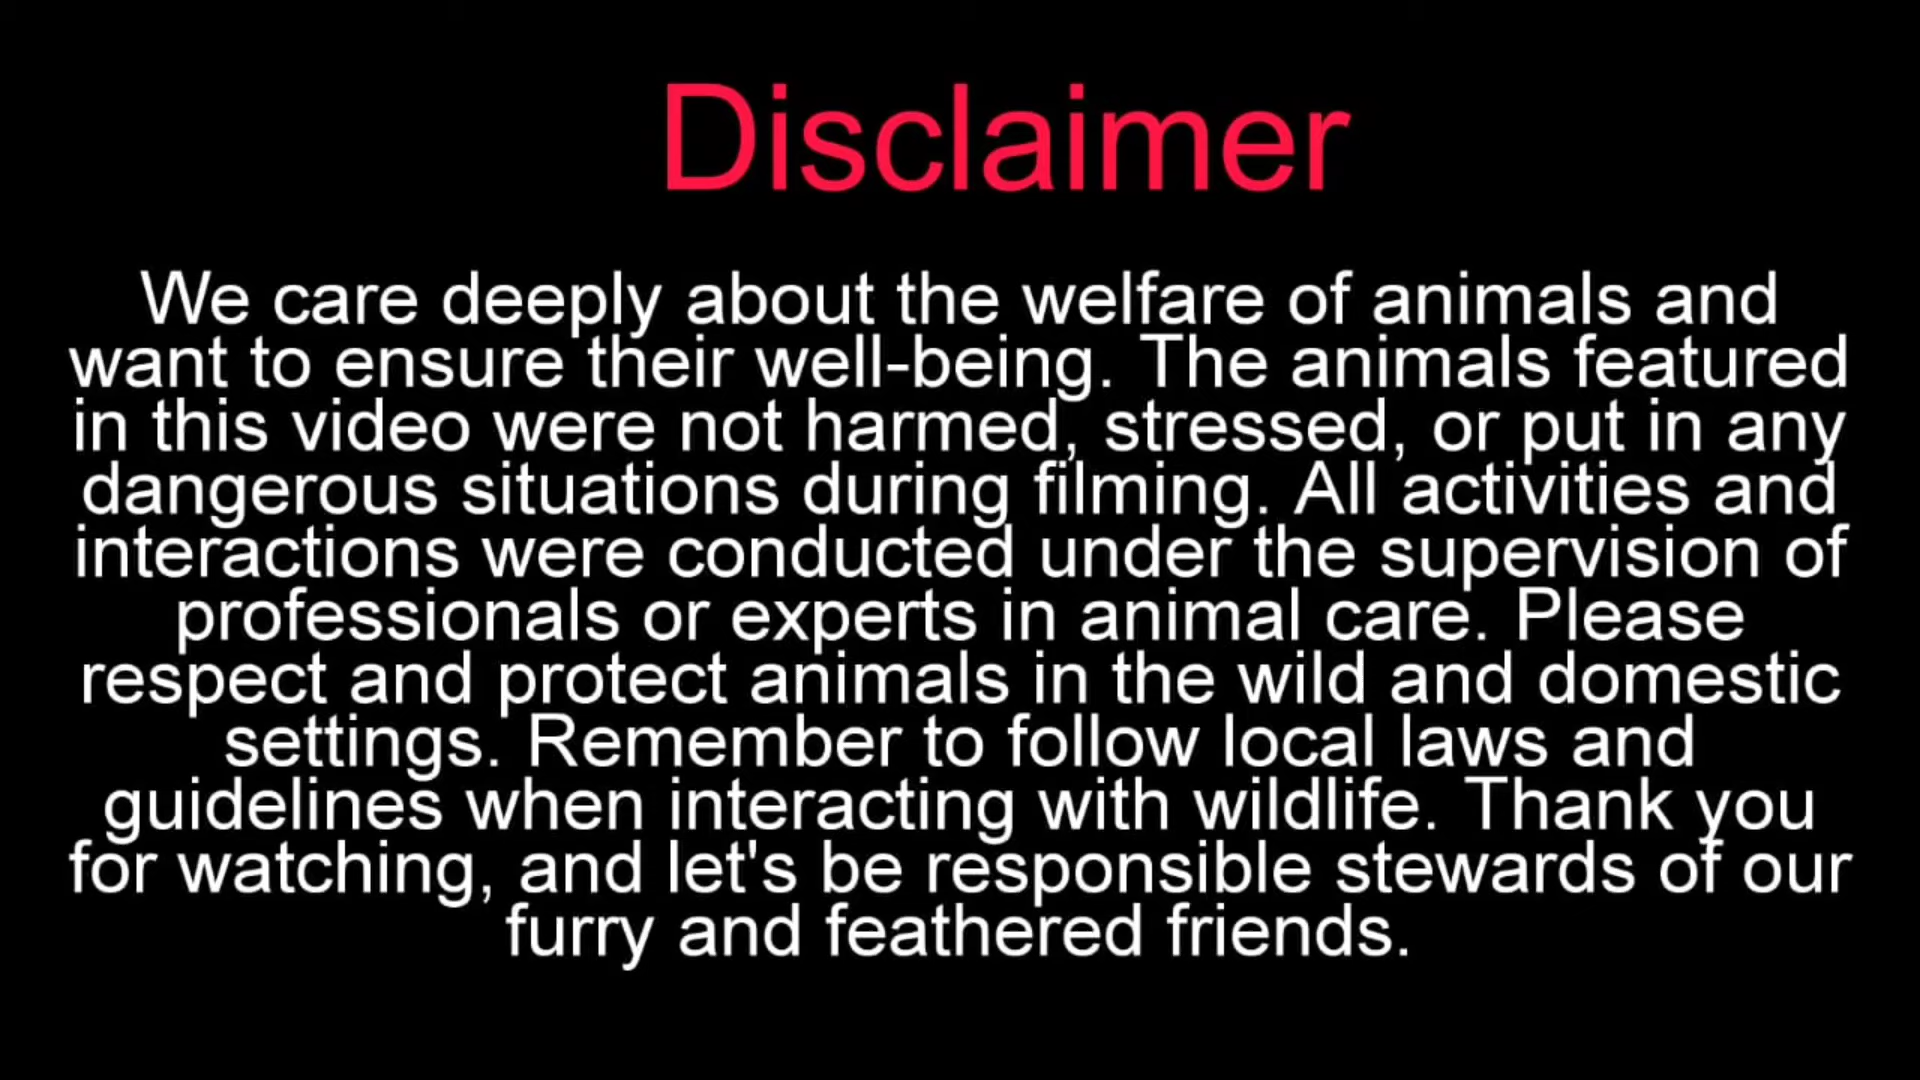 Disclaimer
We care deeply about the welfare of animals and
want to ensure their well-being. The animals featured
in this video were not harmed, stressed, or put in any
dangerous situations during filming. All activities and
interactions were conducted under the supervision of
professionals or experts in animal care. Please
respect and protect animals in the wild and domestic
settings. Remember to follow local laws and
guidelines when interacting with wildlife. Thank you
for watching, and let's be responsible stewards of our
furry and feathered friends.